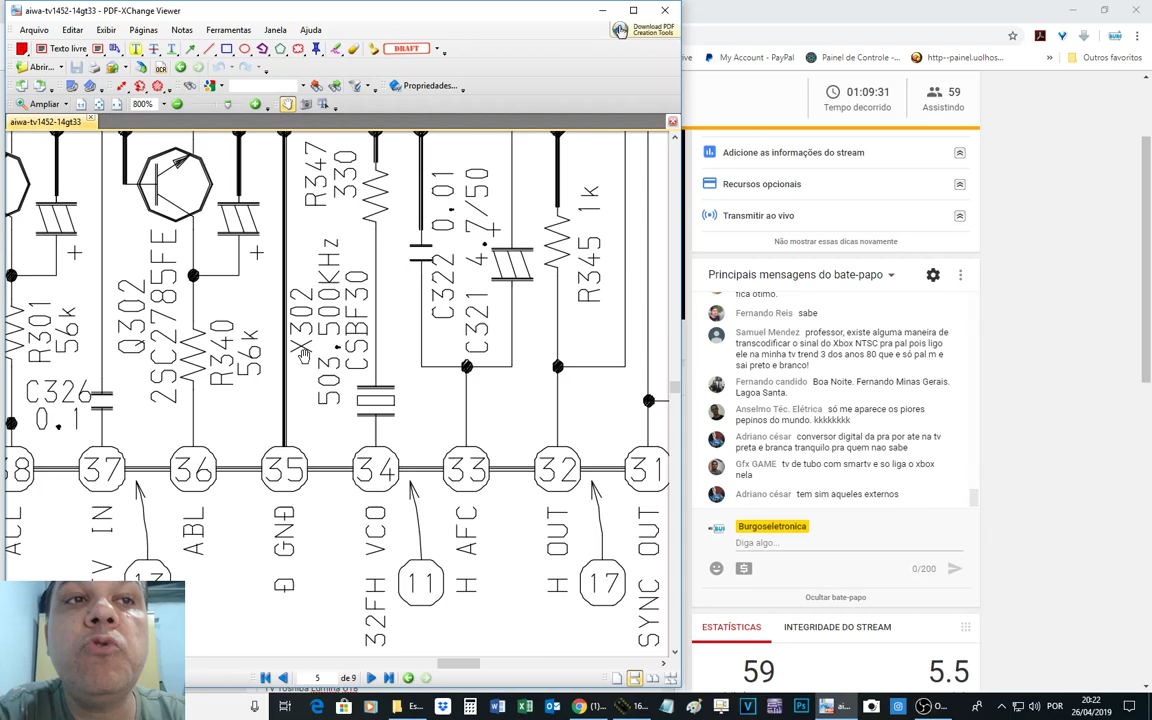 aiwa-tv1452-14gt33 - PDF-XChange Viewer
Arquivo Editar Exibir Páginas Notas Ferramentas Janela Ajuda
Download PDF
Creation Tools
Texto livre
DRAFT
Abrir...
OCR
Propriedades...
Ampliar
800%
aiwa-tv1452-14gt33
R301
56k
C326
0.1
Q302
2SC2785FE
R340
56k
X302
503.500KHz
CSBF30
R347
330
C322 0.01
C321 4.7/50
R345 1k
37
36
35
34
33
32
31
TV IN
ABL
D GND
32FH VCO
H AFC
H OUT
SYNC OUT
13
11
17
5
de 9
My Account - PayPal
Painel de Controle -...
http--painel.uolhos...
Outros favoritos
01:09:31
Tempo decorrido
59
Assistindo
Adicione as informações do stream
Recursos opcionais
Transmitir ao vivo
Não mostrar essas dicas novamente
Principais mensagens do bate-papo
fica otimo.
Fernando Reis sabe
Samuel Mendez professor, existe alguma maneira de
transcodificar o sinal do Xbox NTSC pra pal pois ligo
ele na minha tv trend 3 dos anos 80 que e só pal m e
sai preto e branco!
Fernando candido Boa Noite. Fernando Minas Gerais.
Lagoa Santa.
Anselmo Téc. Elétrica só me aparece os piores
pepinos do mundo. kkkkkkkk
Adriano césar conversor digital da pra por ate na tv
preta e branca tranquilo pra quem nao sabe
Gfx GAME tv de tubo com smartv e so liga o xbox
nela
Adriano césar tem sim aqueles externos
Burgoseletronica
Diga algo...
0/200
Ocultar bate-papo
ESTATÍSTICAS INTEGRIDADE DO STREAM
59
5.5
POR
20:22
26/04/2019